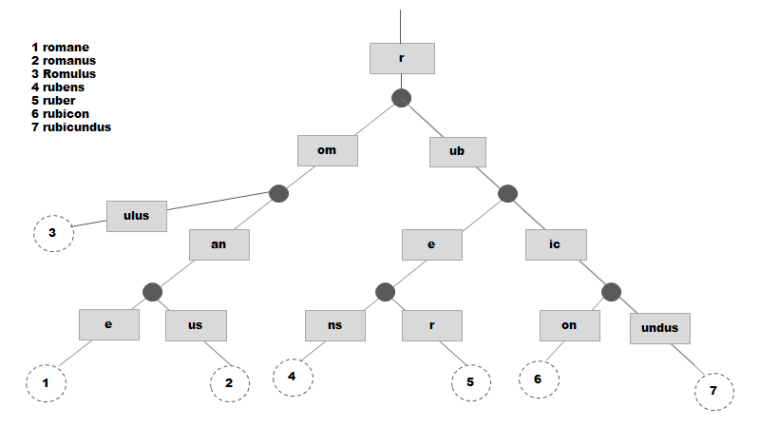 1 romane
2 romanus
3 Romulus
4 rubens
5 ruber
6 rubicon
7 rubicundus
r
om
ub
ulus
3
an
e
ic
e
us
ns
r
on
undus
1
2
4
5
6
7